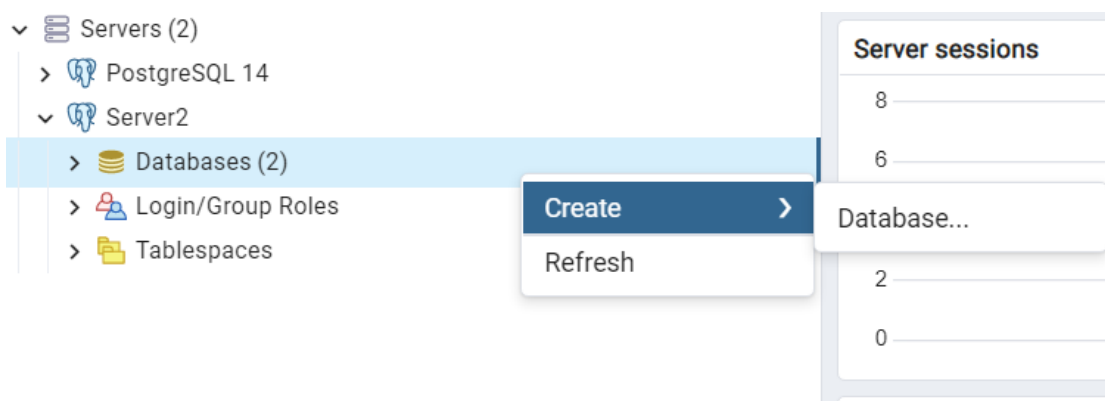 Servers (2)
PostgreSQL 14
Server2
Databases (2)
Login/Group Roles
Tablespaces
Create
Refresh
Database...
Server sessions
8
6
2
0